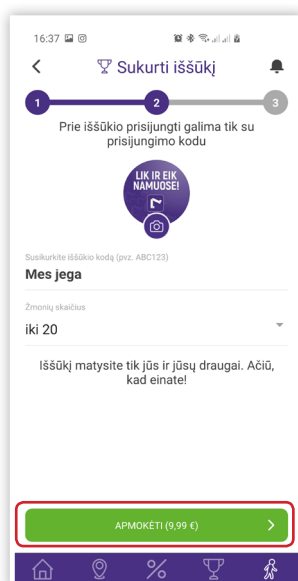 16:37
Sukurti iššūkį
1 2 3
Prie iššūkio prisijungti galima tik su
prisijungimo kodu
LIK IR EIK
NAMUOSE!
Susikurkite iššūkio kodą (pvz. ABC123)
Mes jega
Žmonių skaičius
iki 20
Iššūkį matysite tik jūs ir jūsų draugai. Ačiū,
kad einate!
APMOKĖTI (9,99 €)